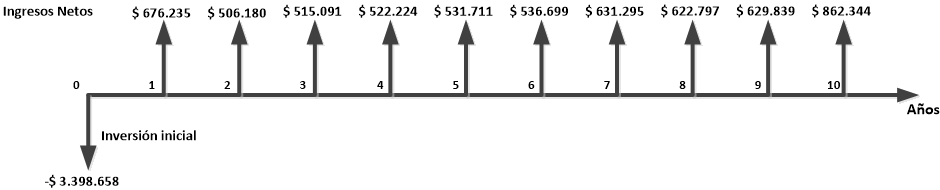 Ingresos Netos $ 676.235 $ 506.180 $ 515.091 $ 522.224 $ 531.711 $ 536.699 $ 631.295 $ 622.797 $ 629.839 $ 862.344
0 1 2 3 4 5 6 7 8 9 10
Años
Inversión inicial
-$ 3.398.658